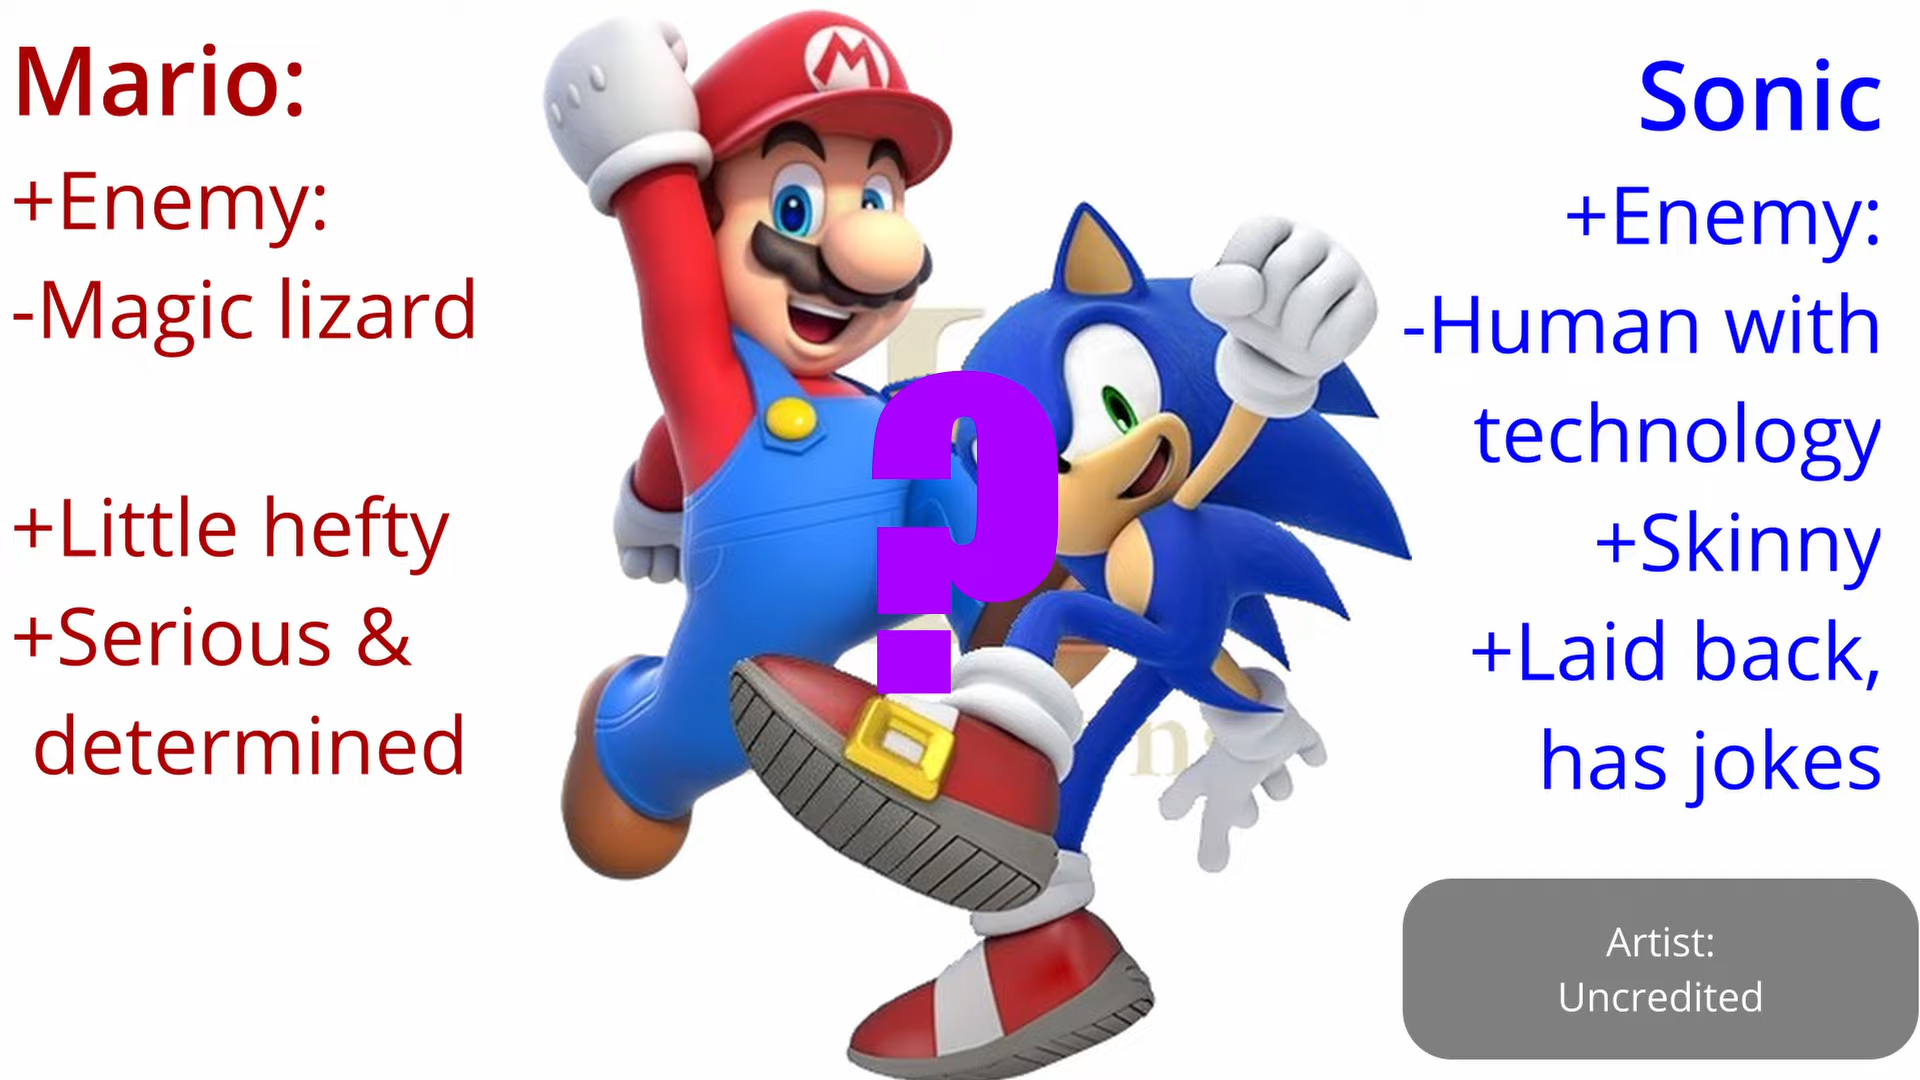 Mario:
+Enemy:
-Magic lizard
+Little hefty
+Serious &
determined
M
?
Sonic
+Enemy:
-Human with
technology
+Skinny
+Laid back,
has jokes
Artist:
Uncredited